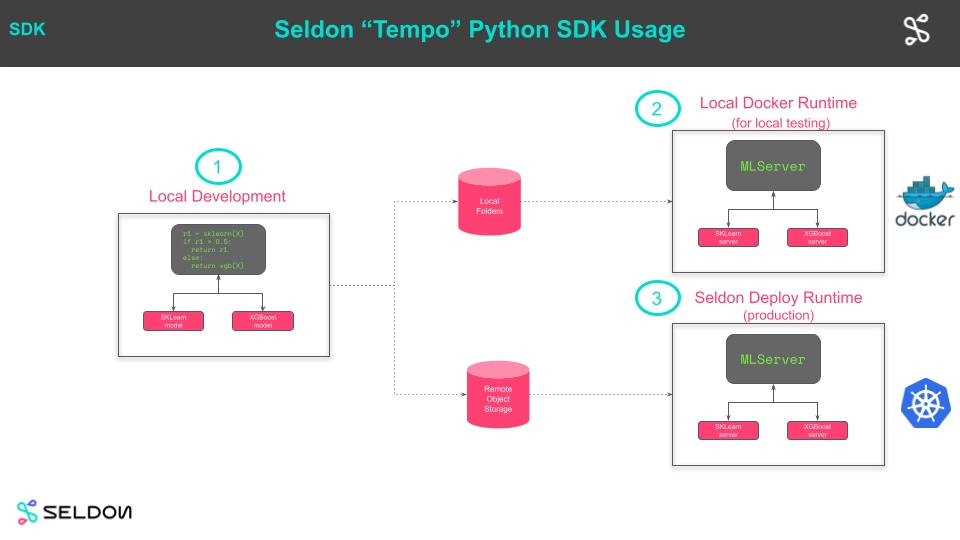 SDK
Seldon “Tempo” Python SDK Usage
1
Local Development
r1 = sklearn(X)
if r1 > 0.5:
return r1
else:
return xgb(X)
SKLearn
model
XGBoost
model
Local
Folders
Remote
Object
Storage
2
Local Docker Runtime
(for local testing)
MLServer
SKLearn
server
XGBoost
server
docker
3
Seldon Deploy Runtime
(production)
MLServer
SKLearn
server
XGBoost
server
SELDON